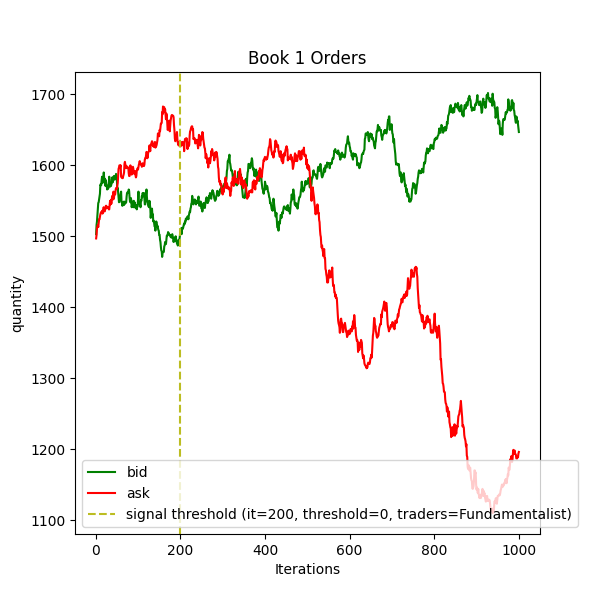 Book 1 Orders
quantity
1700
1600
1500
1400
1300
1200
1100
bid
ask
signal threshold (it=200, threshold=0, traders=Fundamentalist)
0 200 400 600 800 1000
Iterations